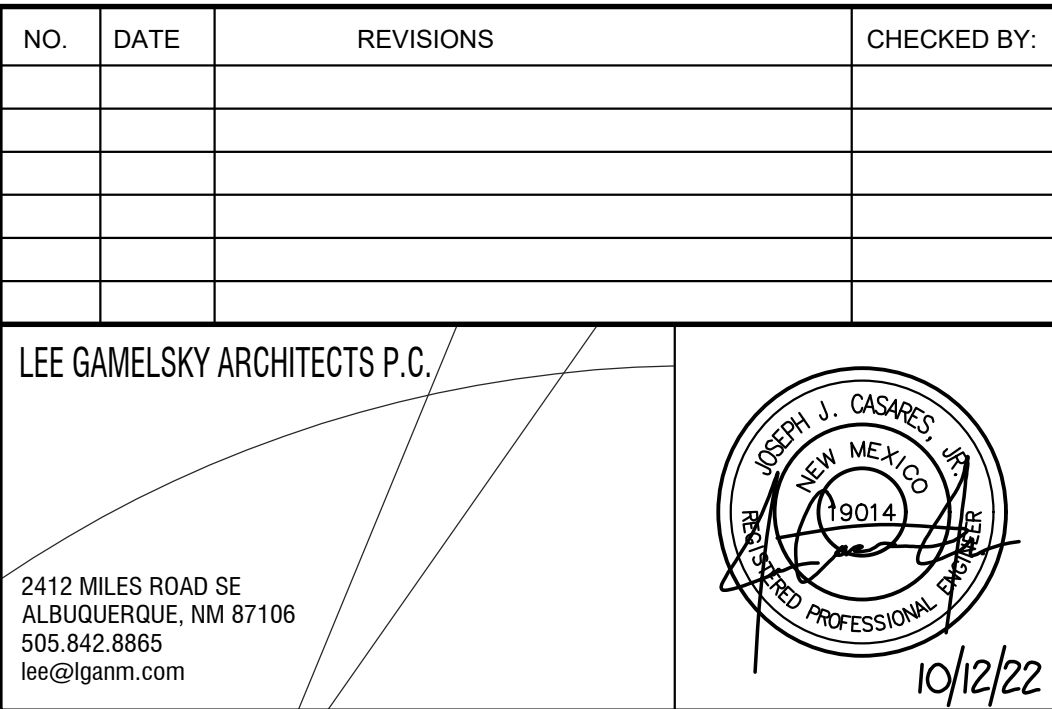 NO. DATE REVISIONS CHECKED BY:
LEE GAMELSKY ARCHITECTS P.C.
2412 MILES ROAD SE
ALBUQUERQUE, NM 87106
505.842.8865
lee@lganm.com
JOSEPH J. CASARES, JR.
NEW MEXICO
19014
REGISTERED PROFESSIONAL ENGINEER
10/12/22